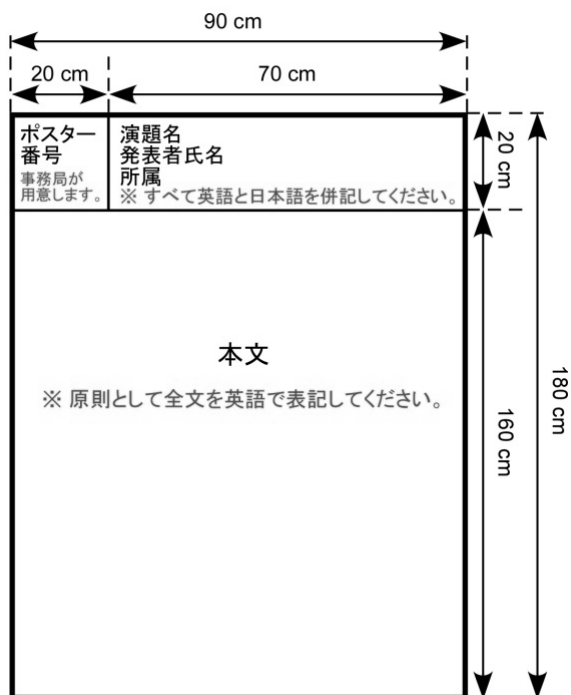 90 cm
20 cm
70 cm
ポスター
番号
事務局が
用意します。
演題名
発表者氏名
所属
※ すべて英語と日本語を併記してください。
20 cm
本文
※ 原則として全文を英語で表記してください。
160 cm
180 cm